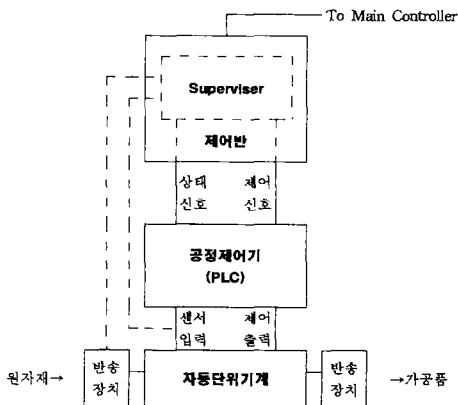 To Main Controller
Superviser
제어반
상태 제어
신호 신호
공정제어기
(PLC)
센서 제어
입력 출력
원자재→ 반송 장치 자동단위기계 반송 장치 →가공품